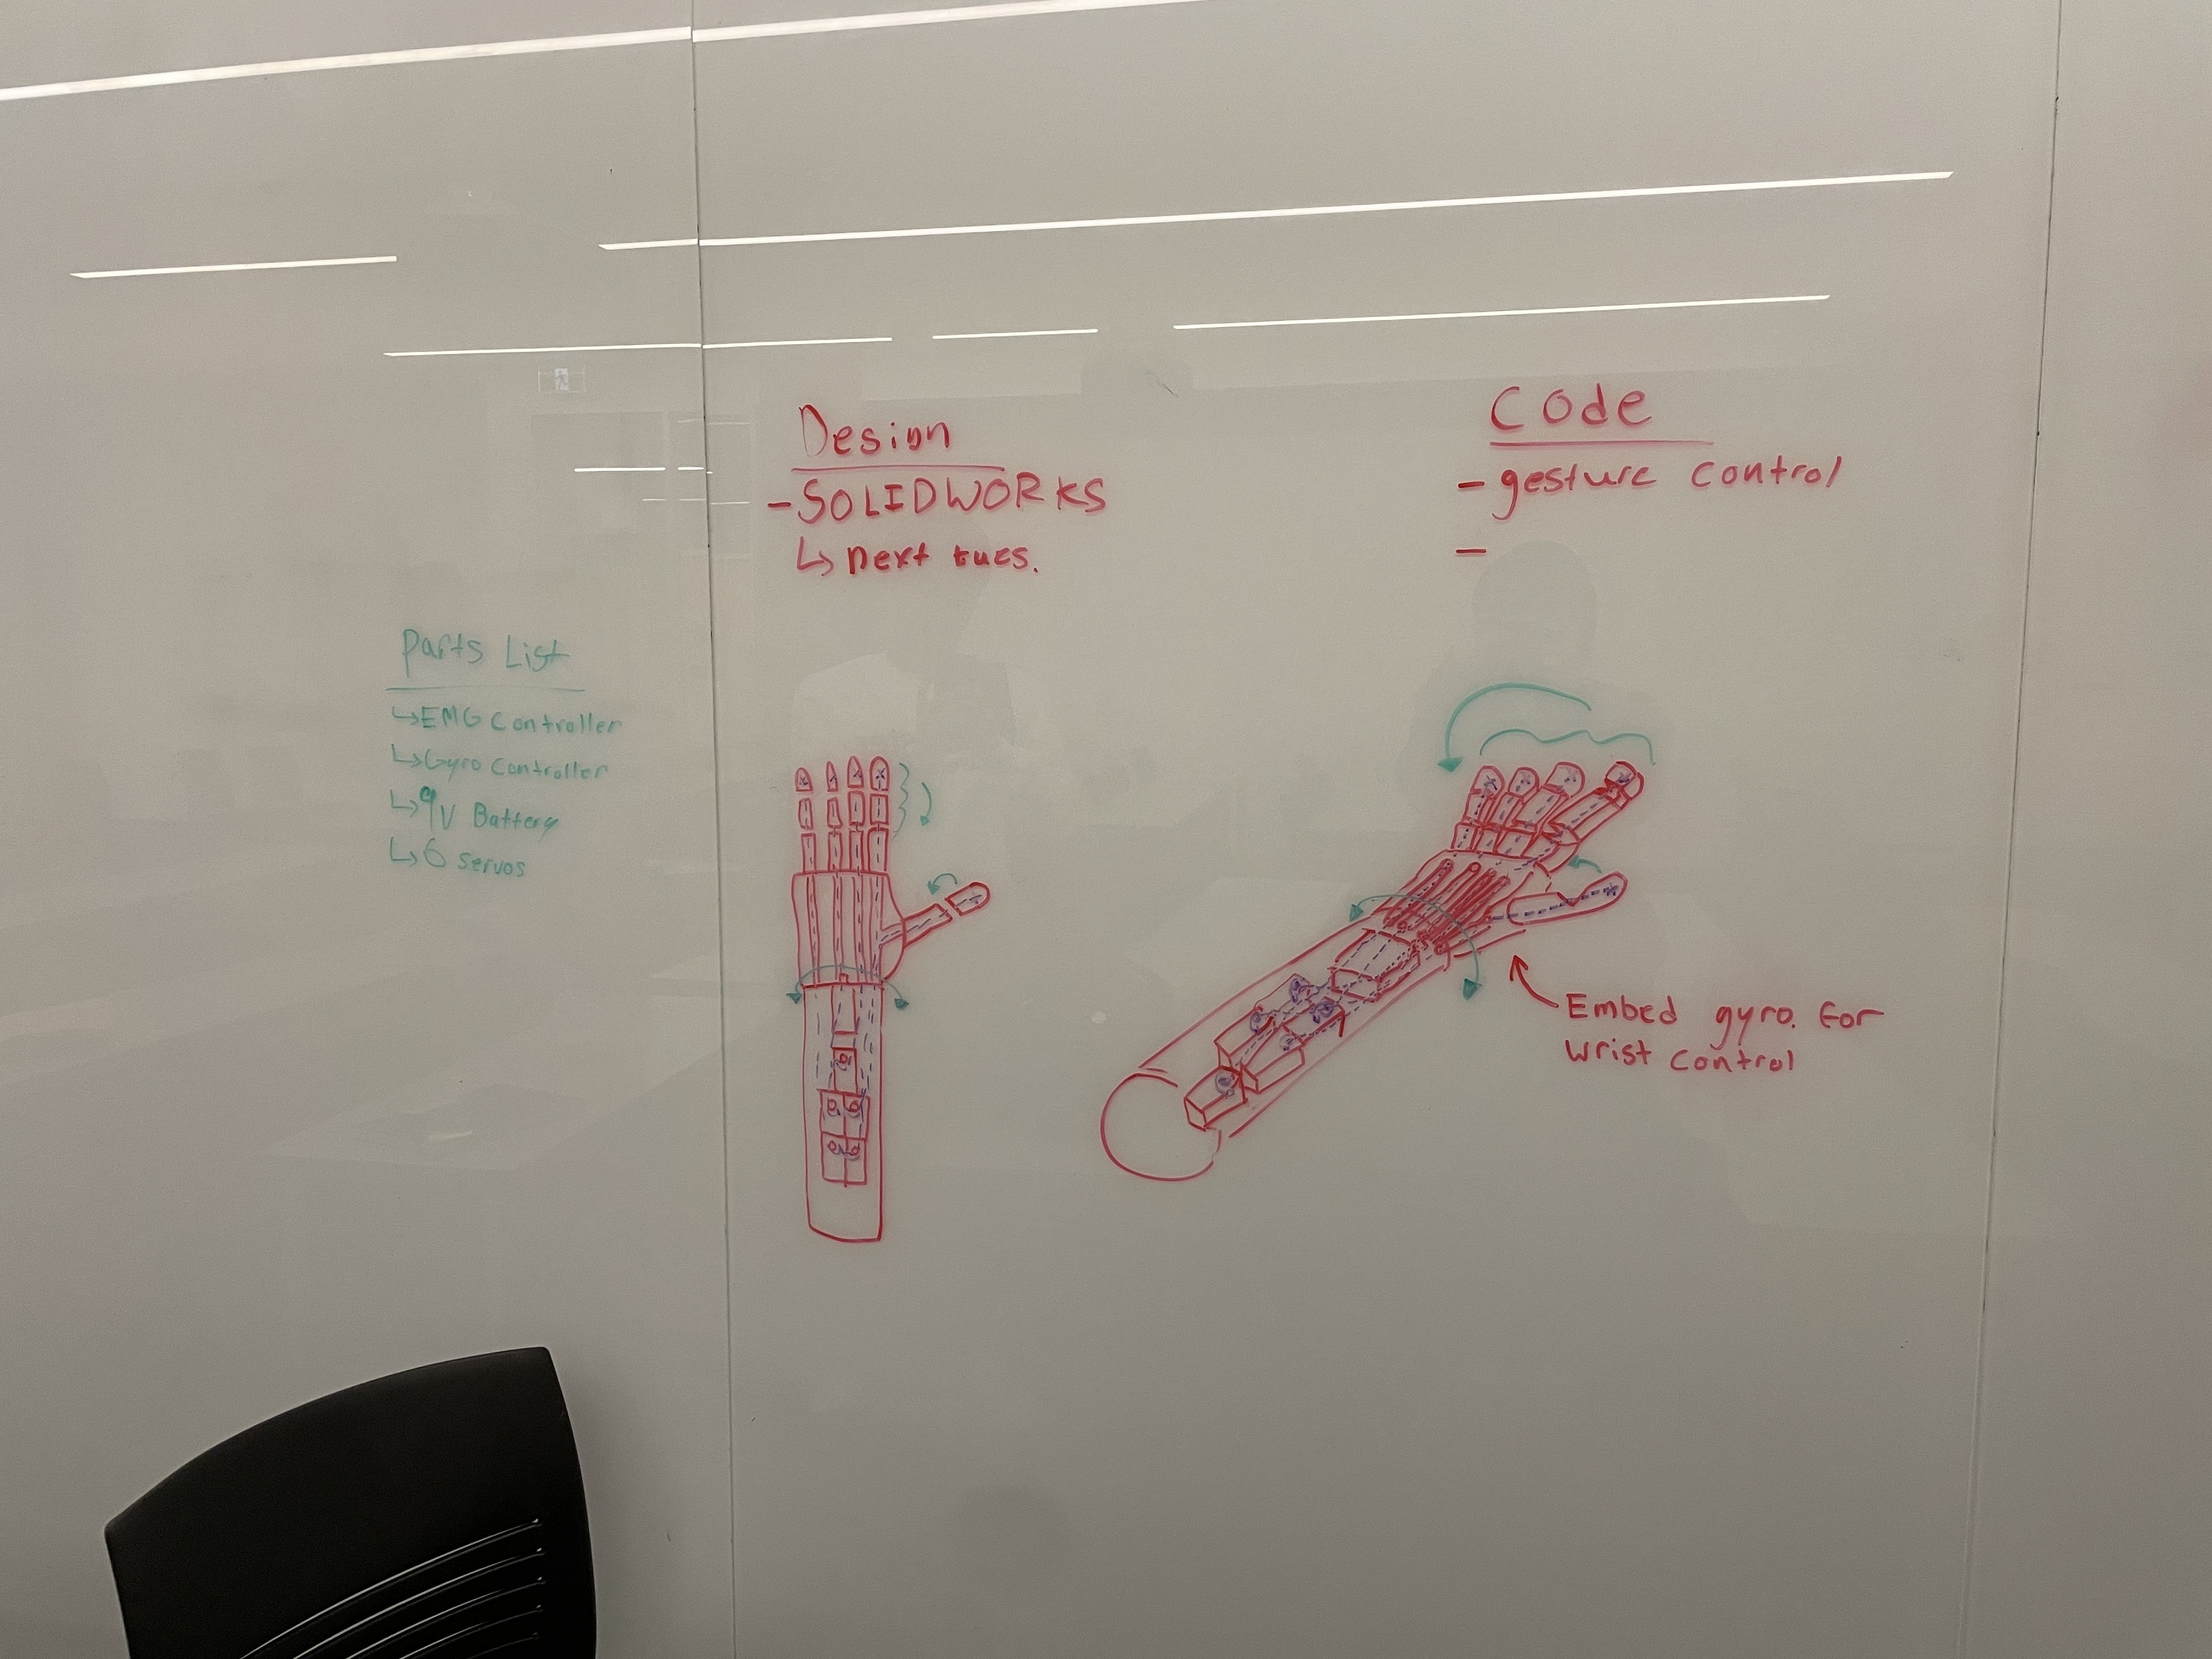 Design
- SOLIDWORKS
↳ next tues.
Code
- gesture control
-
Parts List
↳ EMG Controller
↳ Gyro Controller
↳ 9V Battery
↳ 6 servos
Embed gyro. for
wrist control